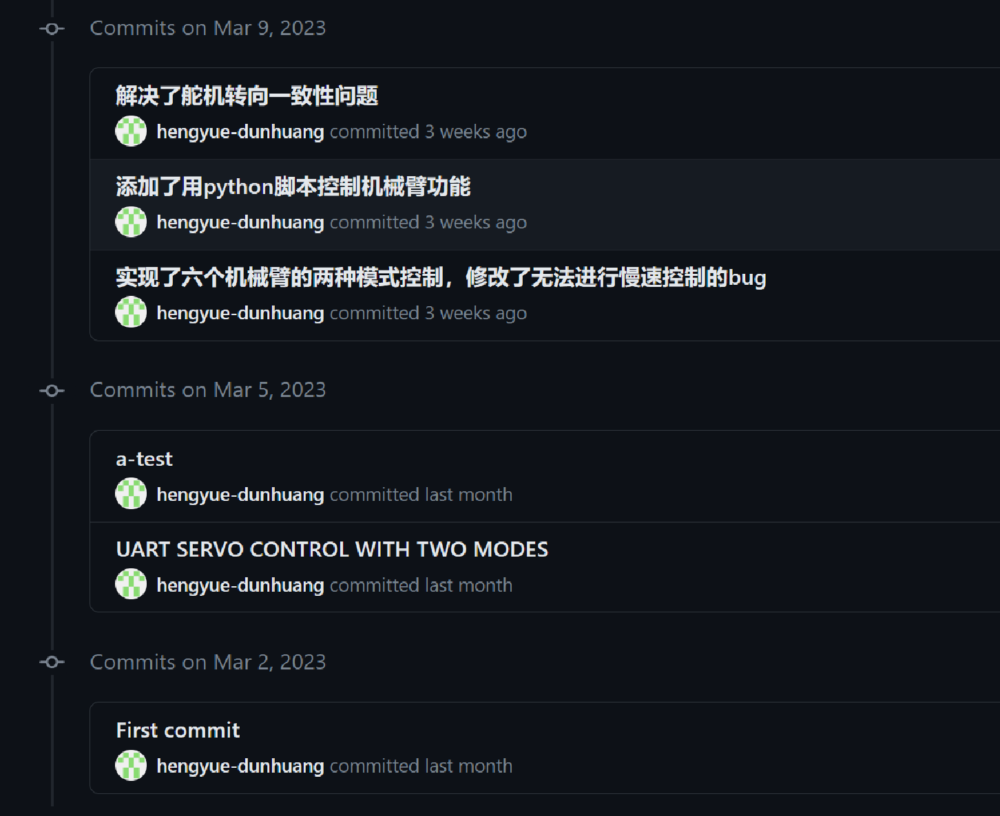 Commits on Mar 9, 2023
解决了舵机转向一致性问题
hengyue-dunhuang committed 3 weeks ago
添加了用python脚本控制机械臂功能
hengyue-dunhuang committed 3 weeks ago
实现了六个机械臂的两种模式控制，修改了无法进行慢速控制的bug
hengyue-dunhuang committed 3 weeks ago
Commits on Mar 5, 2023
a-test
hengyue-dunhuang committed last month
UART SERVO CONTROL WITH TWO MODES
hengyue-dunhuang committed last month
Commits on Mar 2, 2023
First commit
hengyue-dunhuang committed last month